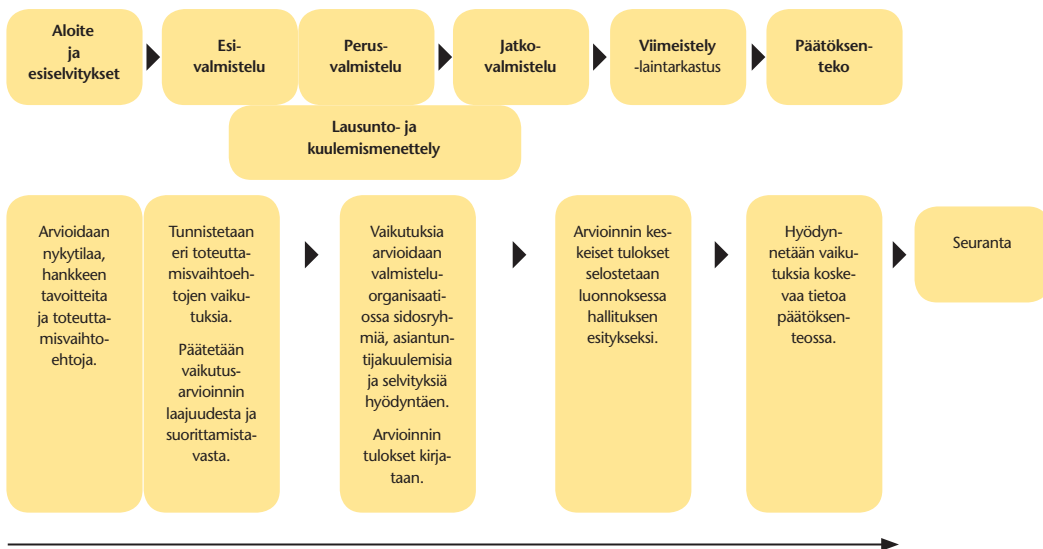 Aloite
ja
esiselvitykset
Esi-
valmistelu
Perus-
valmistelu
Jatko-
valmistelu
Viimeistely
-laintarkastus
Päätöksen-
teko
Lausunto- ja
kuulemismenettely
Arvioidaan
nykytilaa,
hankkeen
tavoitteita
ja toteutta-
misvaihto-
ehtoja.
Tunnistetaan
eri toteutta-
misvaihtoeh-
tojen vaiku-
tuksia.
Päätetään
vaikutus-
arvioinnin
laajuudesta ja
suorittamista-
vasta.
Vaikutuksia
arvioidaan
valmistelu-
organisaati-
ossa sidosryh-
miä, asiantun-
tijakuulemisia
ja selvityksiä
hyödyntäen.
Arvioinnin
tulokset kirja-
taan.
Arvioinnin kes-
keiset tulokset
selostetaan
luonnoksessa
hallituksen
esitykseksi.
Hyödyn-
netään vaiku-
tuksia koske-
vaa tietoa
päätöksen-
teossa.
Seuranta